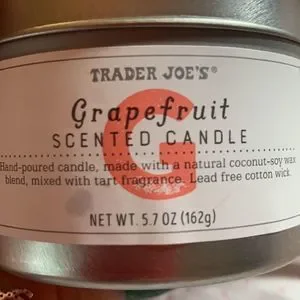 TRADER JOE'S®
Grapefruit
SCENTED CANDLE
Hand-poured candle, made with a natural coconut-soy wax
blend, mixed with tart fragrance. Lead free cotton wick.
NET WT. 5.7 OZ (162g)
G